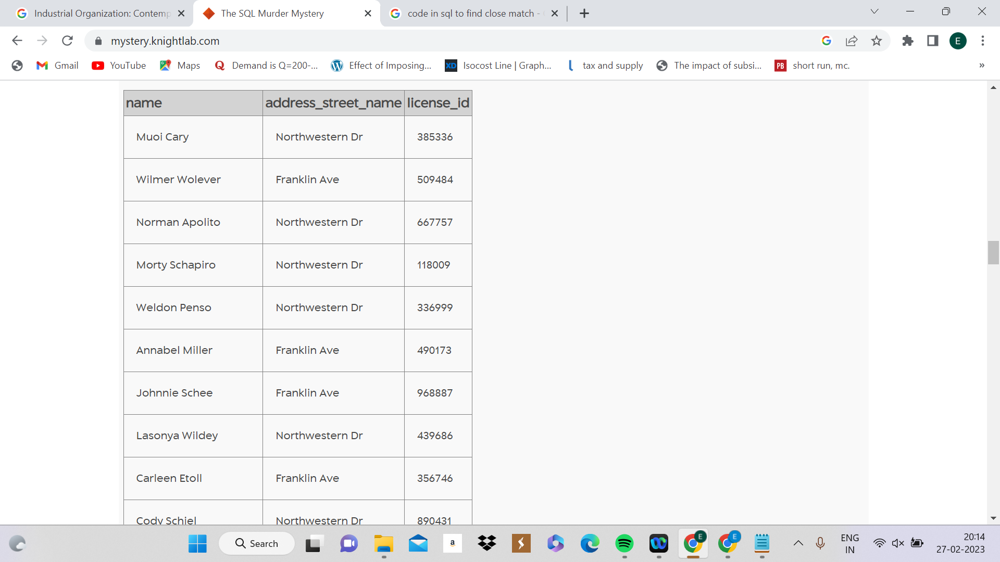 Industrial Organization: Contemp
The SQL Murder Mystery
code in sql to find close match -
mystery.knightlab.com
E
Gmail
YouTube
Maps
Demand is Q=200-...
Effect of Imposing...
XD Isocost Line | Graph...
tax and supply
The impact of subsi...
PB short run, mc.
»
name address_street_name license_id
Muoi Cary Northwestern Dr 385336
Wilmer Wolever Franklin Ave 509484
Norman Apolito Northwestern Dr 667757
Morty Schapiro Northwestern Dr 118009
Weldon Penso Northwestern Dr 336999
Annabel Miller Franklin Ave 490173
Johnnie Schee Franklin Ave 968887
Lasonya Wildey Northwestern Dr 439686
Carleen Etoll Franklin Ave 356746
Cody Schiel Northwestern Dr 890431
Search
a
E
E
ENG
IN
20:14
27-02-2023